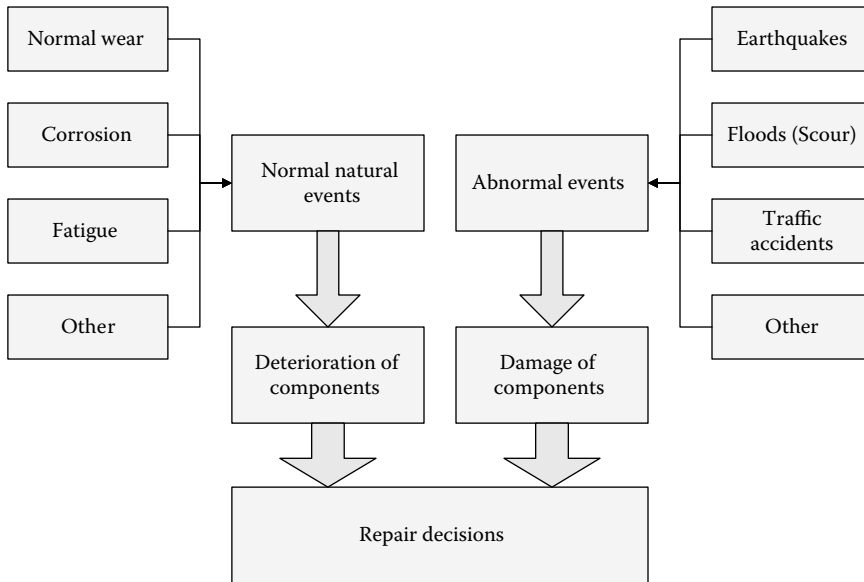 Normal wear
Corrosion
Fatigue
Other
Normal natural
events
Abnormal events
Earthquakes
Floods (Scour)
Traffic
accidents
Other
Deterioration of
components
Damage of
components
Repair decisions